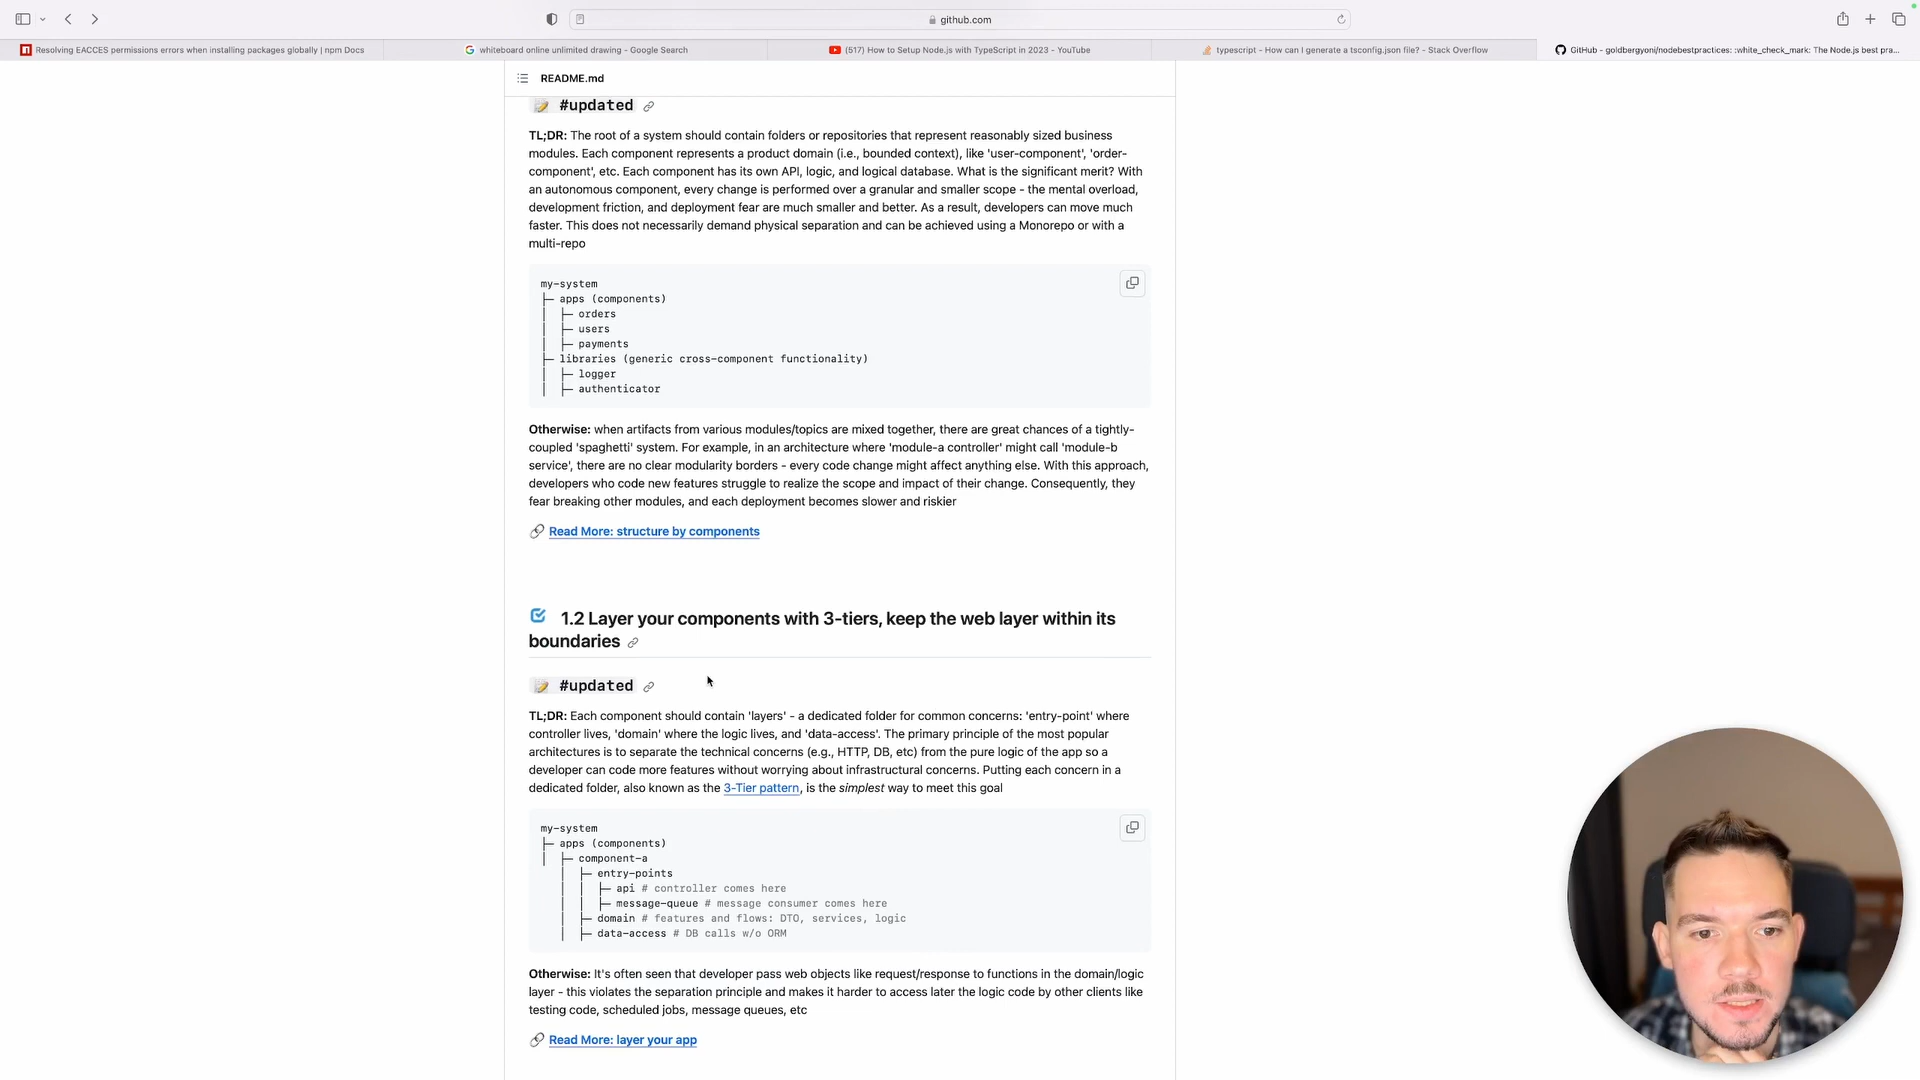 github.com
Resolving EACCES permissions errors when installing packages globally | npm Docs
whiteboard online unlimited drawing - Google Search
(517) How to Setup Node.js with TypeScript in 2023 - YouTube
typescript - How can I generate a tsconfig.json file? - Stack Overflow
GitHub - goldbergyoni/nodebestpractices: :white_check_mark: The Node.js best pra...
README.md
#updated
TL;DR: The root of a system should contain folders or repositories that represent reasonably sized business
modules. Each component represents a product domain (i.e., bounded context), like 'user-component', 'order-
component', etc. Each component has its own API, logic, and logical database. What is the significant merit? With
an autonomous component, every change is performed over a granular and smaller scope - the mental overload,
development friction, and deployment fear are much smaller and better. As a result, developers can move much
faster. This does not necessarily demand physical separation and can be achieved using a Monorepo or with a
multi-repo
my-system
├─ apps (components)
│  ├─ orders
│  ├─ users
│  ├─ payments
├─ libraries (generic cross-component functionality)
│  ├─ logger
│  ├─ authenticator
Otherwise: when artifacts from various modules/topics are mixed together, there are great chances of a tightly-
coupled 'spaghetti' system. For example, in an architecture where 'module-a controller' might call 'module-b
service', there are no clear modularity borders - every code change might affect anything else. With this approach,
developers who code new features struggle to realize the scope and impact of their change. Consequently, they
fear breaking other modules, and each deployment becomes slower and riskier
Read More: structure by components
1.2 Layer your components with 3-tiers, keep the web layer within its
boundaries
#updated
TL;DR: Each component should contain 'layers' - a dedicated folder for common concerns: 'entry-point' where
controller lives, 'domain' where the logic lives, and 'data-access'. The primary principle of the most popular
architectures is to separate the technical concerns (e.g., HTTP, DB, etc) from the pure logic of the app so a
developer can code more features without worrying about infrastructural concerns. Putting each concern in a
dedicated folder, also known as the 3-Tier pattern, is the simplest way to meet this goal
my-system
├─ apps (components)
│  ├─ component-a
   │  ├─ entry-points
   │  │  ├─ api # controller comes here
   │  │  ├─ message-queue # message consumer comes here
   │  ├─ domain # features and flows: DTO, services, logic
   │  ├─ data-access # DB calls w/o ORM
Otherwise: It's often seen that developer pass web objects like request/response to functions in the domain/logic
layer - this violates the separation principle and makes it harder to access later the logic code by other clients like
testing code, scheduled jobs, message queues, etc
Read More: layer your app